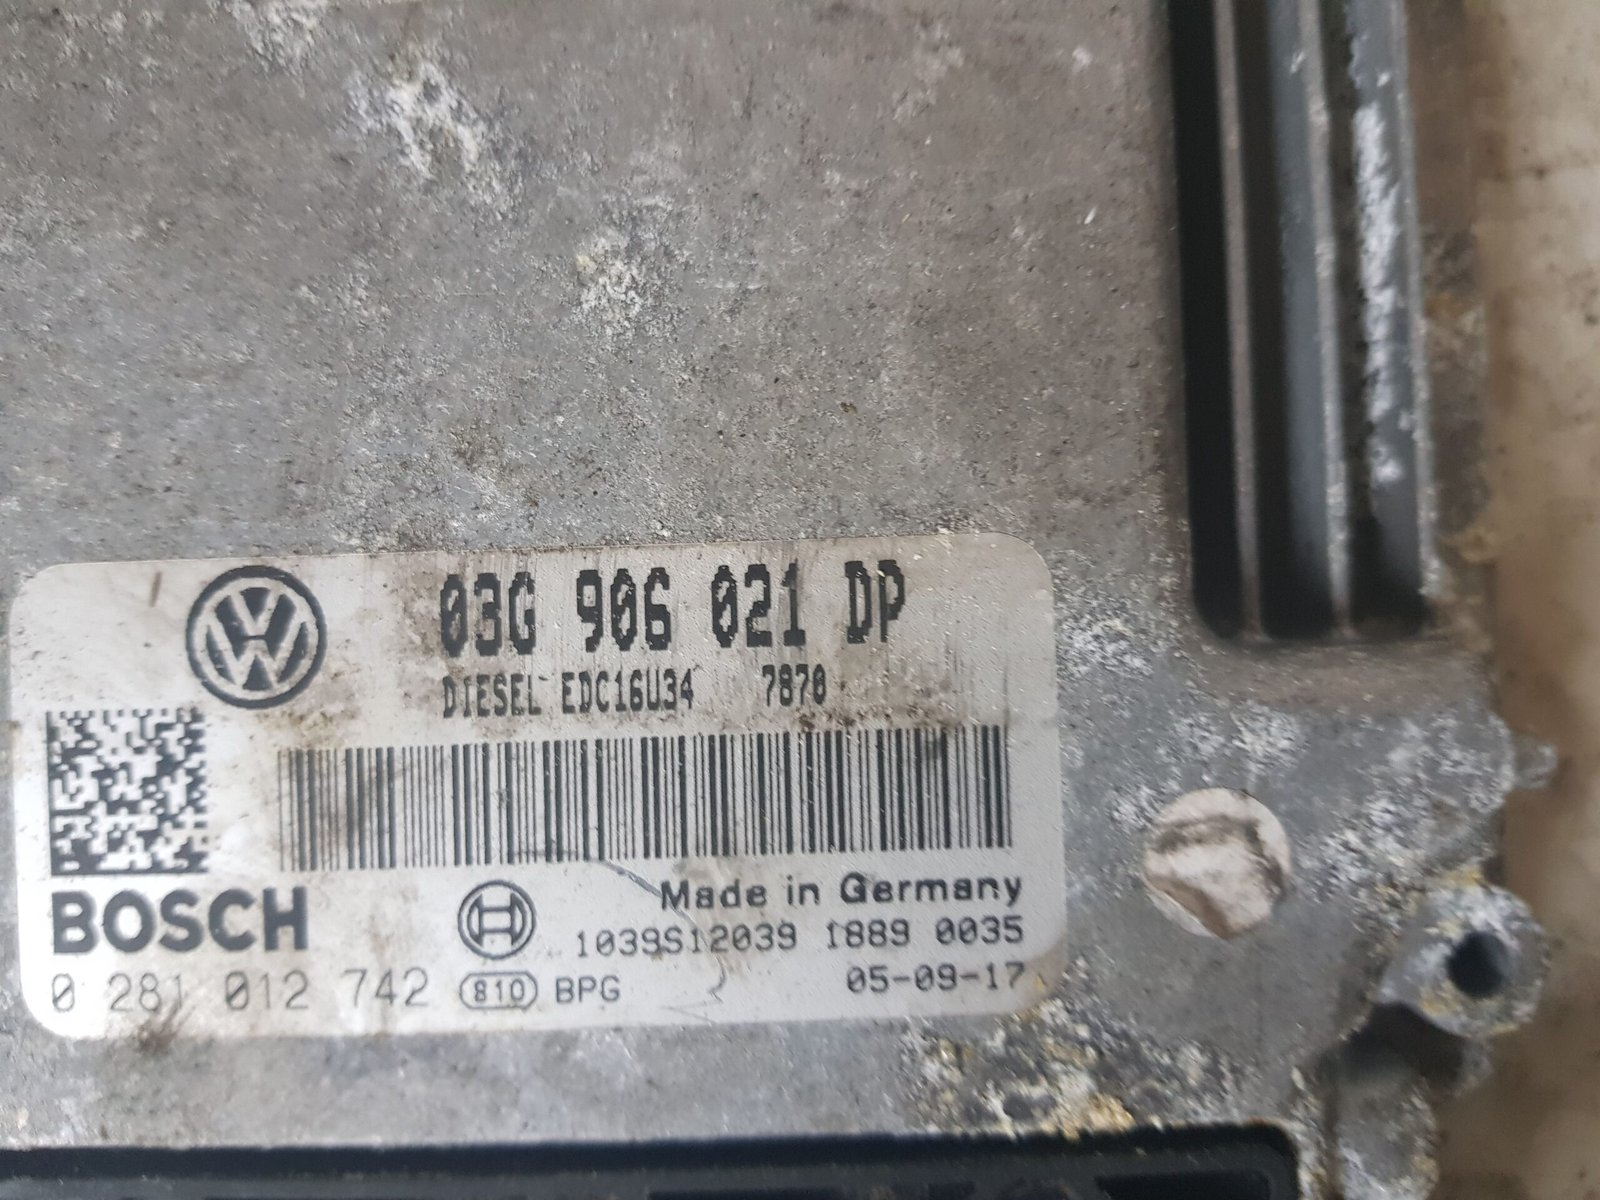 03G 906 021 DP
DIESEL EDC16U34 7870
BOSCH
Made in Germany
1039S12039 1889 0035
0 281 012 742 810 BPG 05-09-17